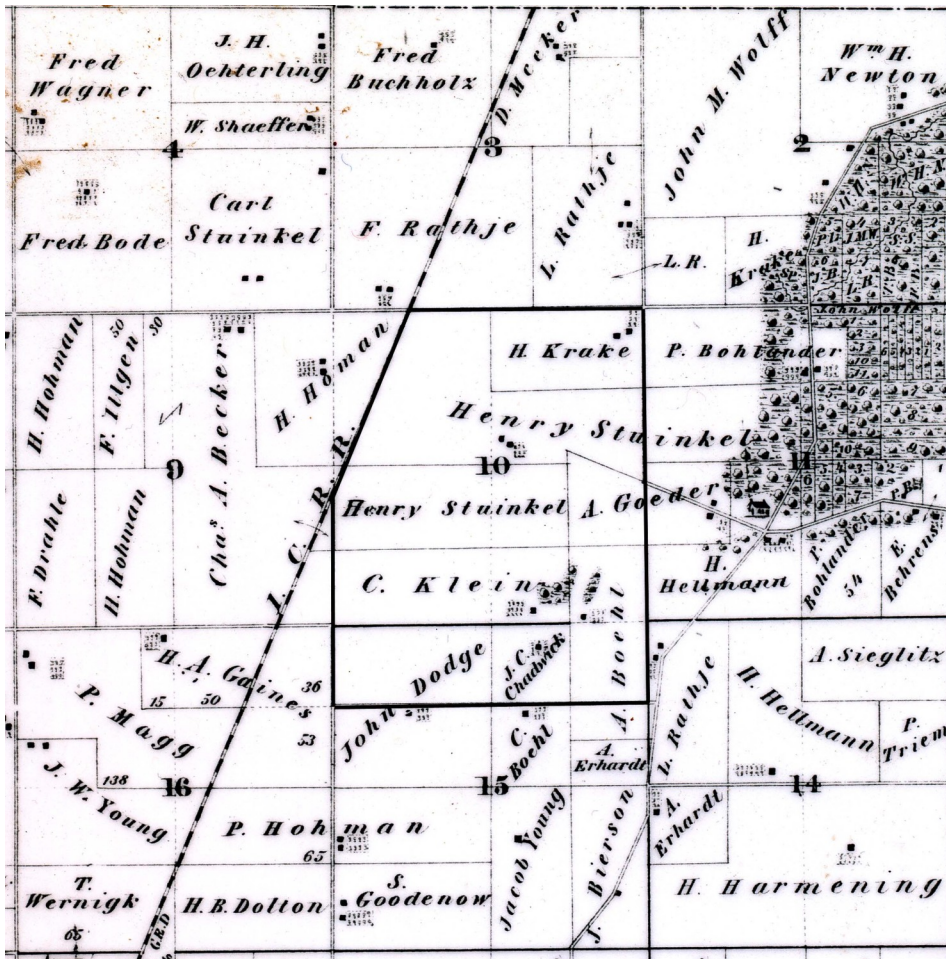 Fred
Wagner
J. H.
Oehterling
W. Shaeffer
Fred
Buchholz
D. Meeker
John M. Wolff
Wm H.
Newton
4
3
2
Fred. Bode
Carl
Stuinkel
F. Rathje
L. Rathje
L.R.
H.
Krake
John Wolf
H. Hohman
F. Illgen
50
30
Chas A. Becker
H. Homan
H. Krake
P. Bohlander
Henry Stuinkel
9
10
11
F. Drahle
H. Hohman
I. C. R. R.
Henry Stuinkel
A. Goeder
C. Klein
A. Boehl
H.
Hellmann
P.
Bohlander
54
E.
Behrens
H. A. Gaines
15
50
36
53
P. Magg
John Dodge
J. C.
Chadwick
C.
Boehl
A.
Erhardt
L. Rathje
H. Hellmann
A. Sieglitz
P.
Triem
J. W. Young
138
16
15
14
P. Hohman
65
Jacob Young
J. Bierson
A.
Erhardt
H. Harmening
T.
Wernigk
65
H. B. Dolton
S.
Goodenow